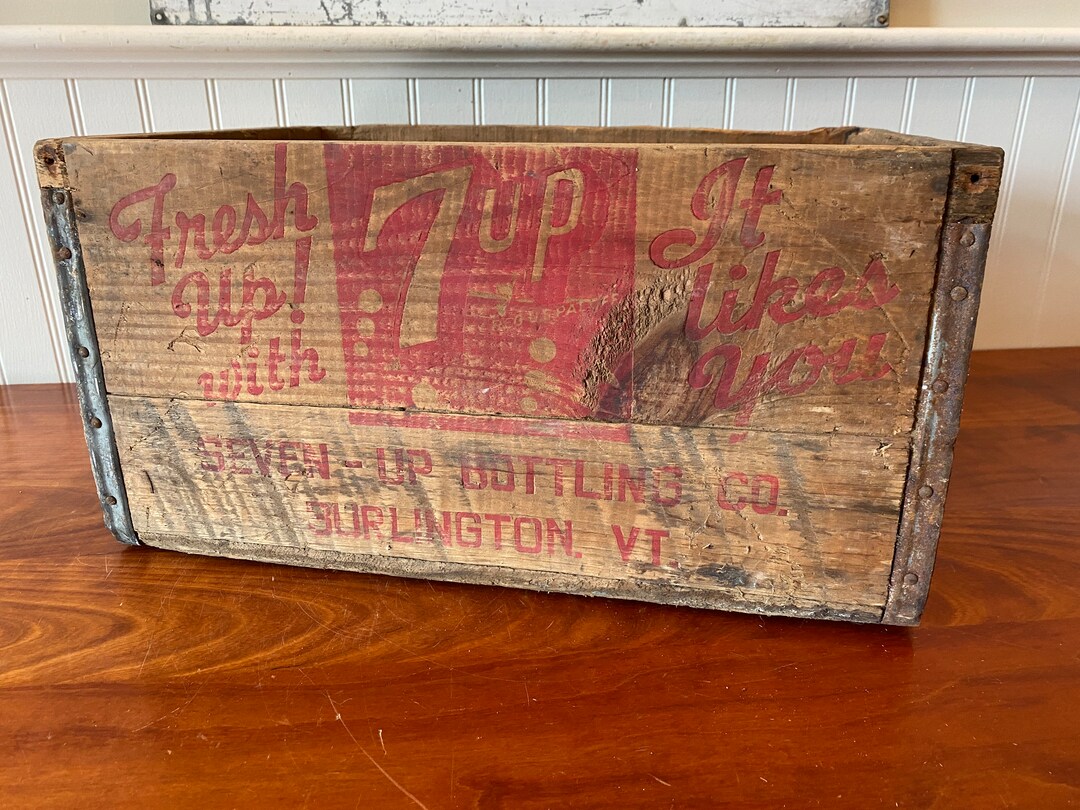 Fresh
Up!
with
7up
It
likes
You
SEVEN-UP BOTTLING CO.
BURLINGTON. VT.